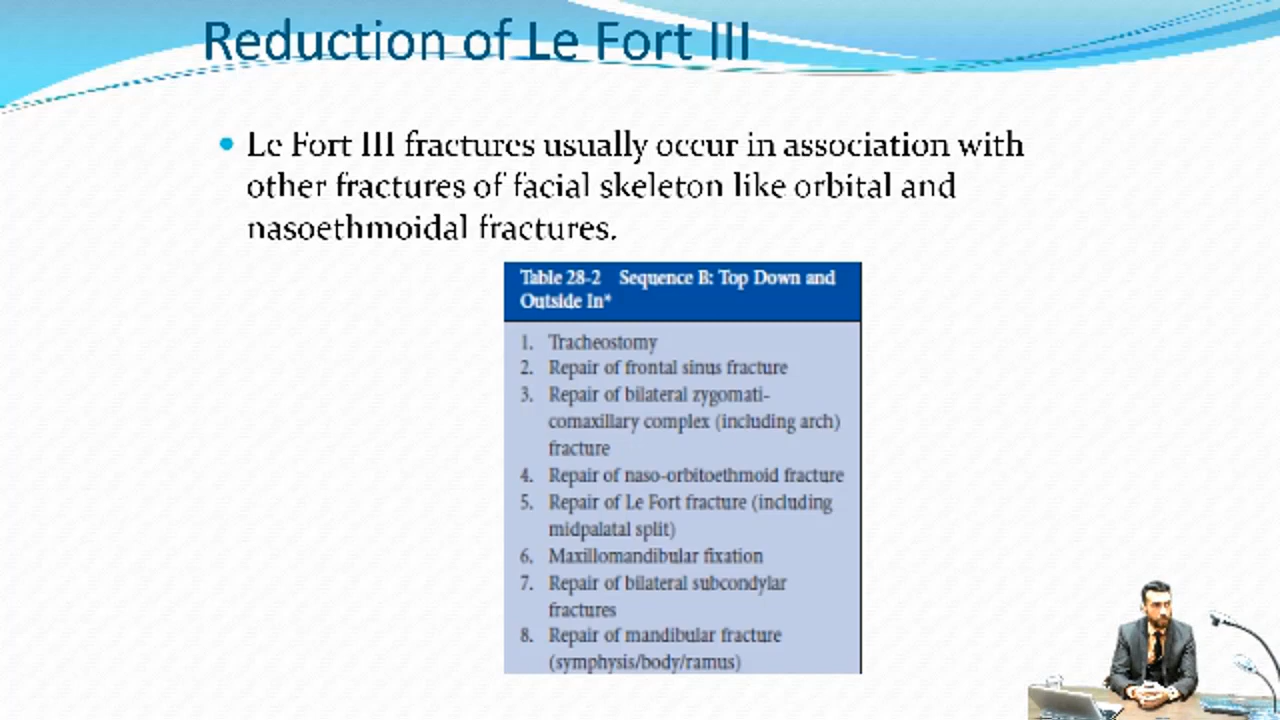 Reduction of Le Fort III
• Le Fort III fractures usually occur in association with
other fractures of facial skeleton like orbital and
nasoethmoidal fractures.
Table 28-2 Sequence B: Top Down and
Outside In*
1. Tracheostomy
2. Repair of frontal sinus fracture
3. Repair of bilateral zygomati-
comaxillary complex (including arch)
fracture
4. Repair of naso-orbitoethmoid fracture
5. Repair of Le Fort fracture (including
midpalatal split)
6. Maxillomandibular fixation
7. Repair of bilateral subcondylar
fractures
8. Repair of mandibular fracture
(symphysis/body/ramus)